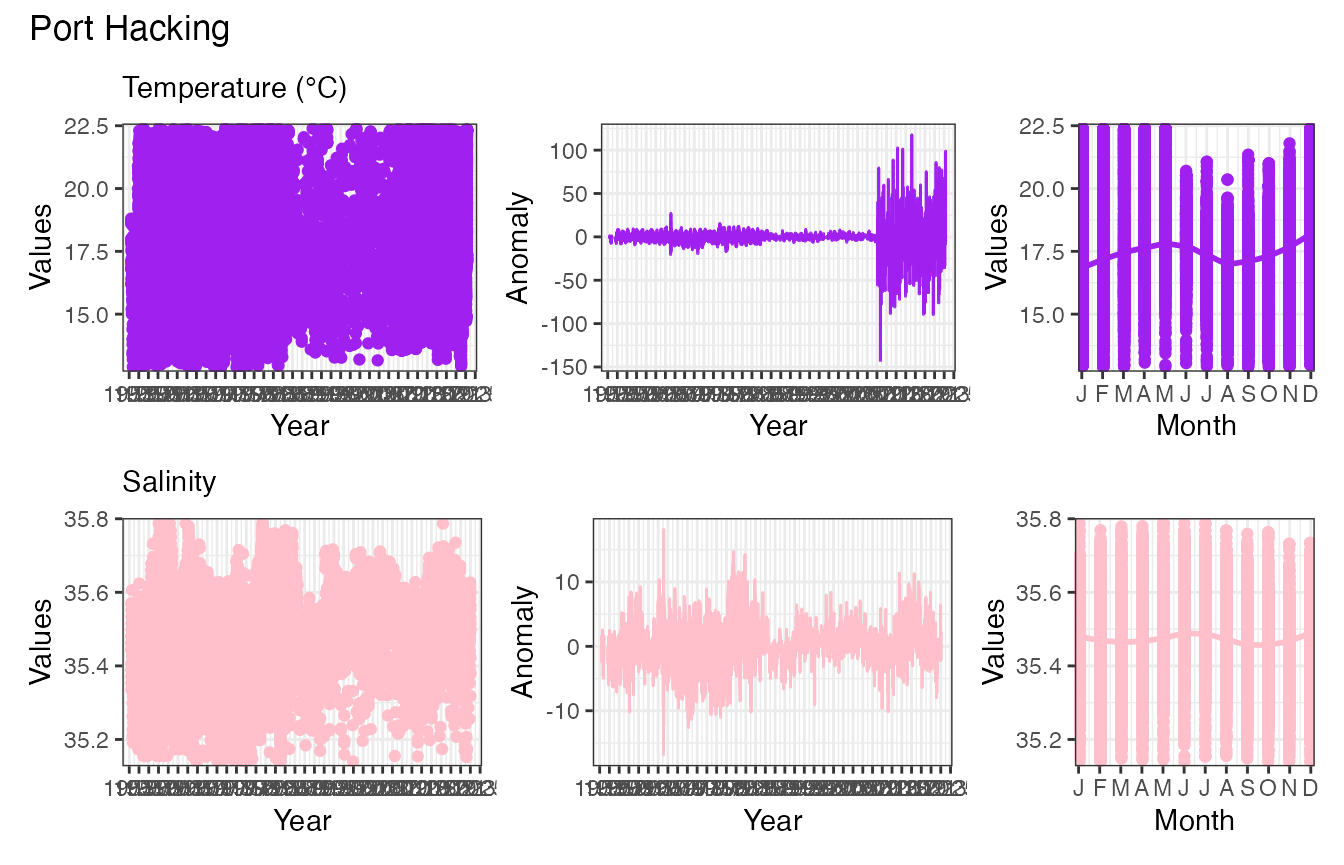 Port Hacking
Temperature (°C)
22.5
20.0
17.5
15.0
Values
Year
100
50
0
-50
-100
-150
Anomaly
Year
22.5
20.0
17.5
15.0
Values
J F M A M J J A S O N D
Month
Salinity
35.8
35.6
35.4
35.2
Values
Year
10
0
-10
Anomaly
Year
35.8
35.6
35.4
35.2
Values
J F M A M J J A S O N D
Month